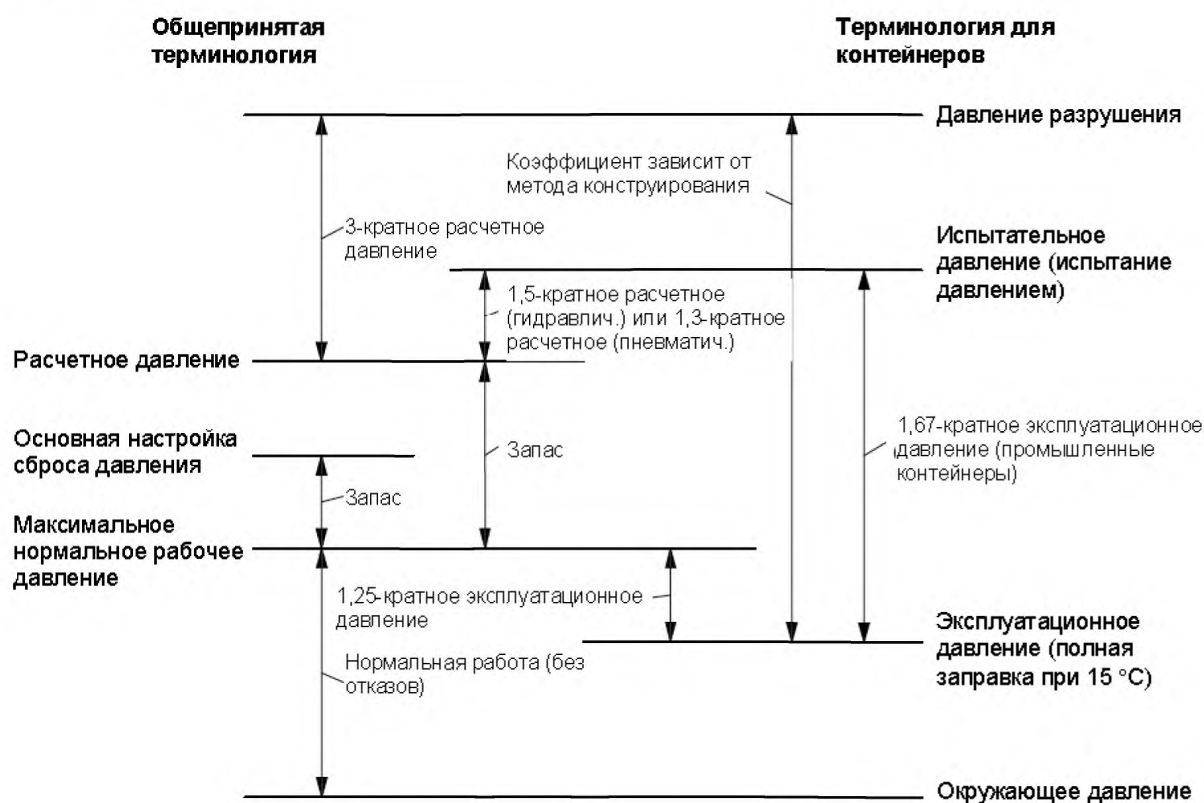 Общепринятая
терминология
Терминология для
контейнеров
Давление разрушения
Коэффициент зависит от
метода конструирования
3-кратное расчетное
давление
Испытательное
давление (испытание
давлением)
1,5-кратное расчетное
(гидравлич.) или 1,3-кратное
расчетное (пневматич.)
Расчетное давление
Основная настройка
сброса давления
Запас
1,67-кратное эксплуатационное
давление (промышленные
контейнеры)
Запас
Максимальное
нормальное рабочее
давление
1,25-кратное эксплуатационное
давление
Эксплуатационное
давление (полная
заправка при 15 °C)
Нормальная работа (без
отказов)
Окружающее давление